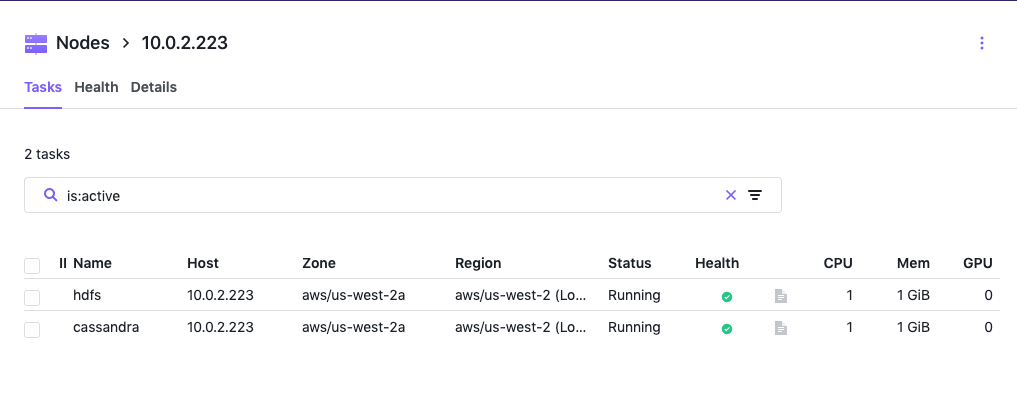 Nodes > 10.0.2.223
Tasks Health Details
2 tasks
is:active
Name Host Zone Region Status Health CPU Mem GPU
hdfs 10.0.2.223 aws/us-west-2a aws/us-west-2 (Lo... Running 1 1 GiB 0
cassandra 10.0.2.223 aws/us-west-2a aws/us-west-2 (Lo... Running 1 1 GiB 0